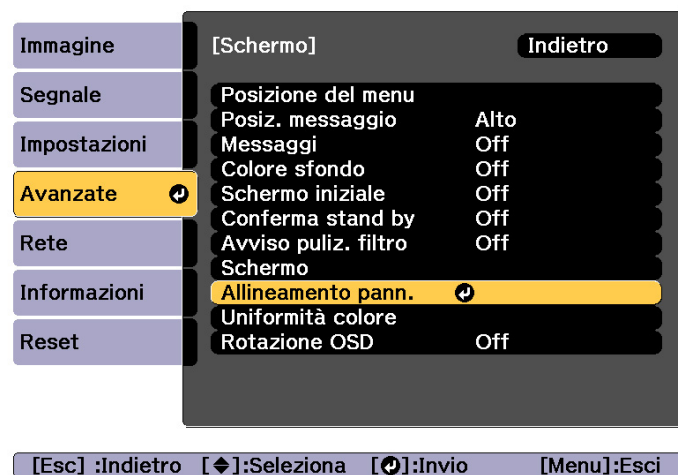 Immagine
Segnale
Impostazioni
Avanzate
Rete
Informazioni
Reset
[Schermo] Indietro
Posizione del menu
Posiz. messaggio Alto
Messaggi Off
Colore sfondo Off
Schermo iniziale Off
Conferma stand by Off
Avviso puliz. filtro Off
Schermo
Allineamento pann.
Uniformità colore
Rotazione OSD Off
[Esc] :Indietro [◆]:Seleziona [⏎]:Invio [Menu]:Esci